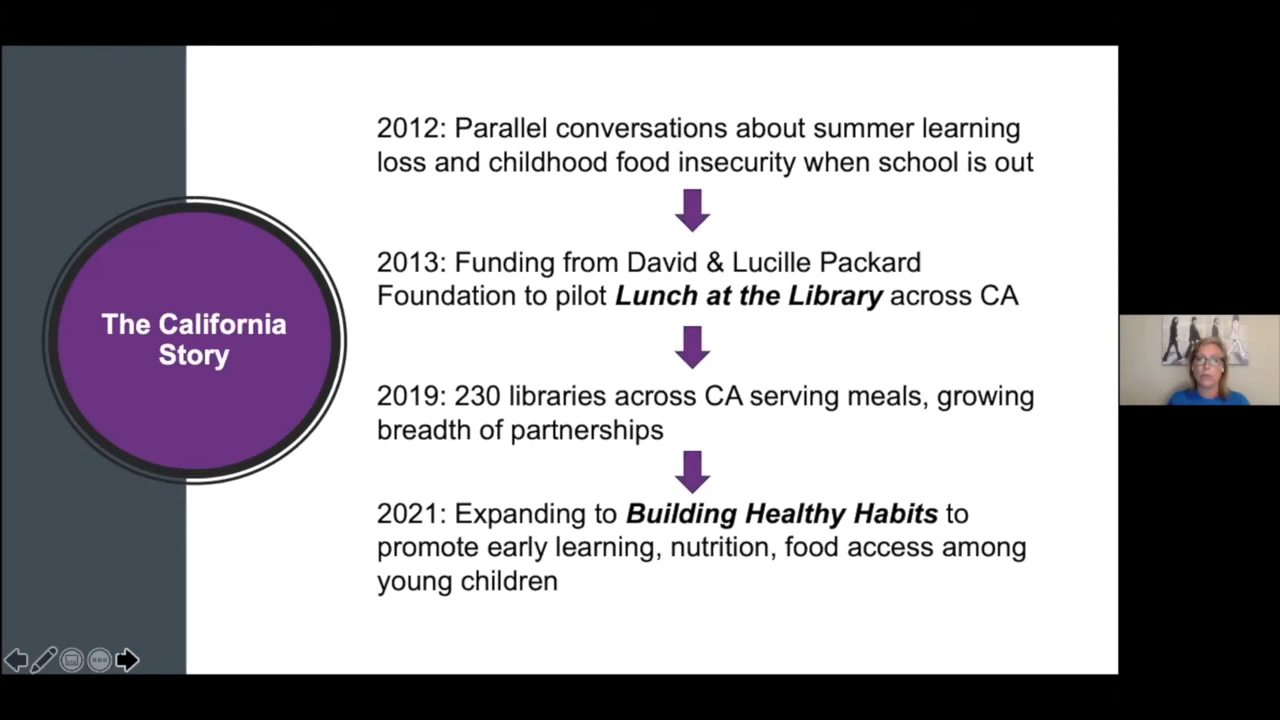 The California
Story
2012: Parallel conversations about summer learning
loss and childhood food insecurity when school is out
2013: Funding from David & Lucille Packard
Foundation to pilot Lunch at the Library across CA
2019: 230 libraries across CA serving meals, growing
breadth of partnerships
2021: Expanding to Building Healthy Habits to
promote early learning, nutrition, food access among
young children